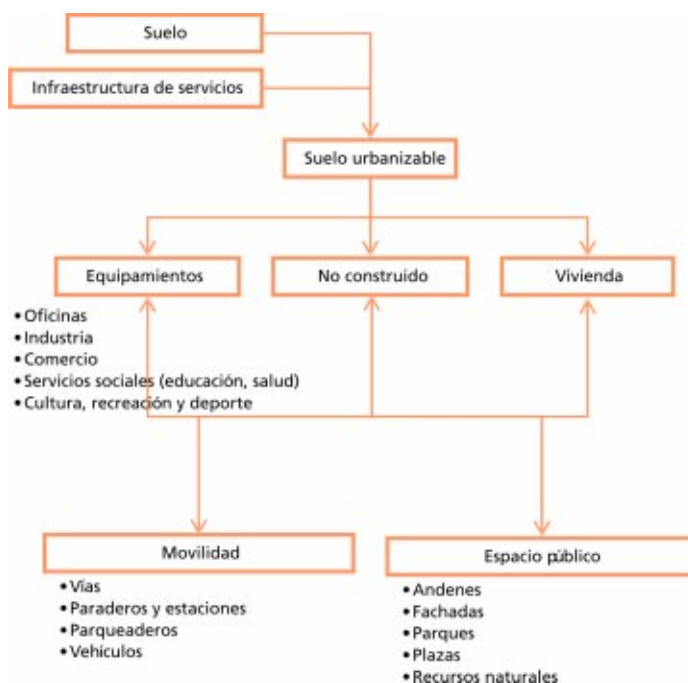 Suelo
Infraestructura de servicios
Suelo urbanizable
Equipamientos
No construido
Vivienda
• Oficinas
• Industria
• Comercio
• Servicios sociales (educación, salud)
• Cultura, recreación y deporte
Movilidad
• Vías
• Paraderos y estaciones
• Parqueaderos
• Vehículos
Espacio público
• Andenes
• Fachadas
• Parques
• Plazas
• Recursos naturales